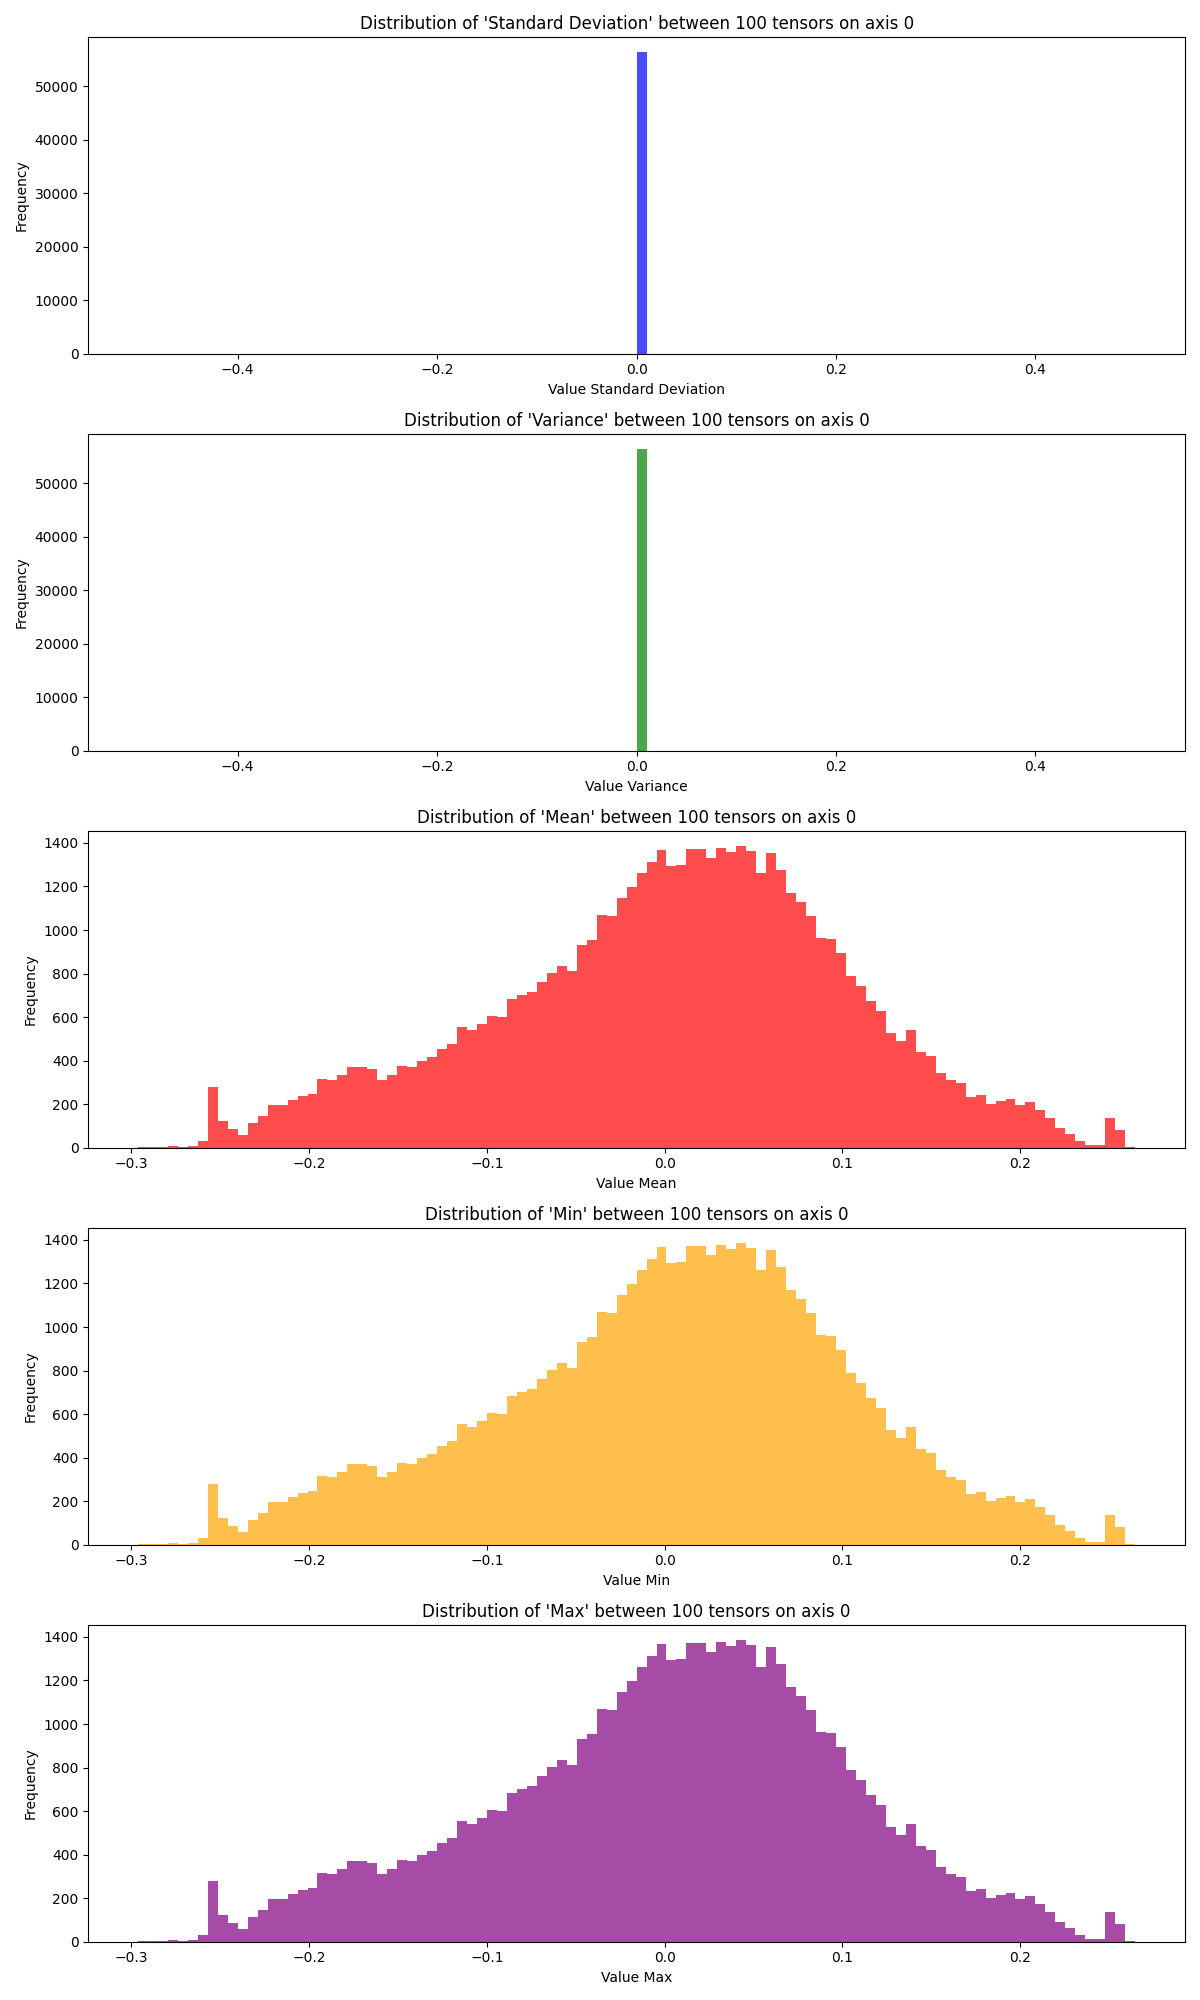 Distribution of 'Standard Deviation' between 100 tensors on axis 0
Frequency
50000
40000
30000
20000
10000
0
−0.4 −0.2 0.0 0.2 0.4
Value Standard Deviation
Distribution of 'Variance' between 100 tensors on axis 0
Frequency
50000
40000
30000
20000
10000
0
−0.4 −0.2 0.0 0.2 0.4
Value Variance
Distribution of 'Mean' between 100 tensors on axis 0
Frequency
1400
1200
1000
800
600
400
200
0
−0.3 −0.2 −0.1 0.0 0.1 0.2
Value Mean
Distribution of 'Min' between 100 tensors on axis 0
Frequency
1400
1200
1000
800
600
400
200
0
−0.3 −0.2 −0.1 0.0 0.1 0.2
Value Min
Distribution of 'Max' between 100 tensors on axis 0
Frequency
1400
1200
1000
800
600
400
200
0
−0.3 −0.2 −0.1 0.0 0.1 0.2
Value Max